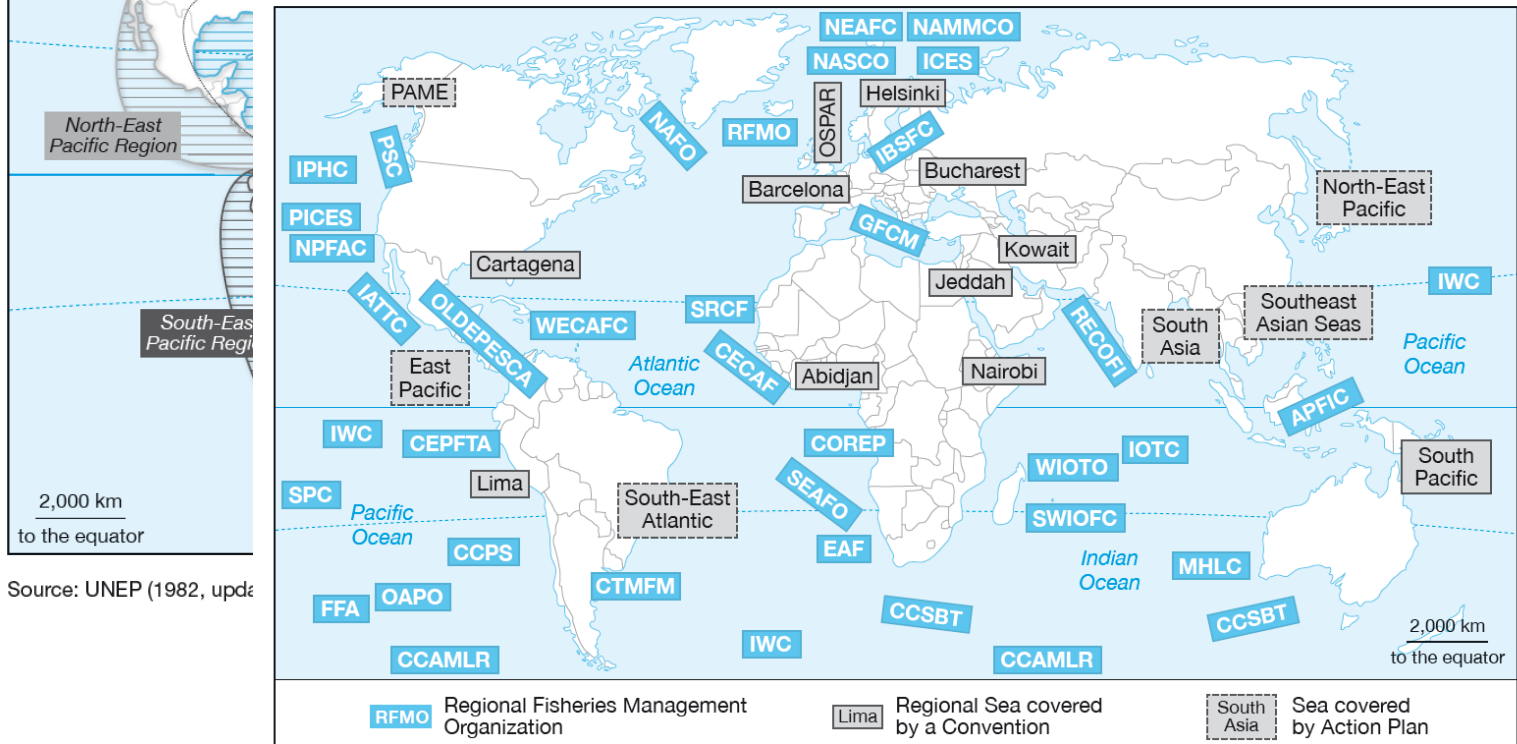 North-East
Pacific Region
South-Eas
Pacific Regi
2,000 km
to the equator
Source: UNEP (1982, upda
NEAFC
NAMMCO
NASCO
ICES
PAME
OSPAR
Helsinki
NAFO
RFMO
IBSFC
PSC
IPHC
Barcelona
Bucharest
North-East
Pacific
PICES
NPFAC
GFCM
Kowait
Cartagena
Jeddah
IWC
IATTC
OLDEPESCA
WECAFC
SRCF
RECOFI
South
Asia
Southeast
Asian Seas
Pacific
Ocean
East
Pacific
Atlantic
Ocean
CECAF
Abidjan
Nairobi
APFIC
IWC
CEPFTA
COREP
WIOTO
IOTC
South
Pacific
Lima
SPC
Pacific
Ocean
South-East
Atlantic
SEAFO
SWIOFC
CCPS
EAF
Indian
Ocean
MHLC
FFA
OAPO
CTMFM
CCSBT
CCSBT
IWC
CCAMLR
CCAMLR
2,000 km
to the equator
RFMO
Regional Fisheries Management
Organization
Lima
Regional Sea covered
by a Convention
South
Asia
Sea covered
by Action Plan